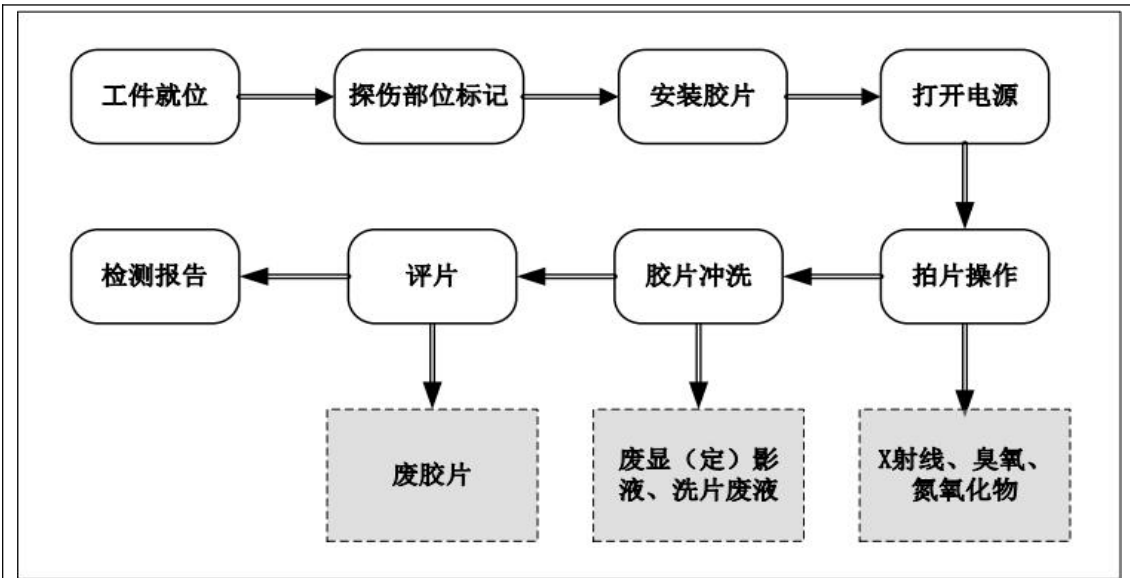 工件就位
探伤部位标记
安装胶片
打开电源
检测报告
评片
胶片冲洗
拍片操作
废胶片
废显（定）影
液、洗片废液
X射线、臭氧、
氮氧化物